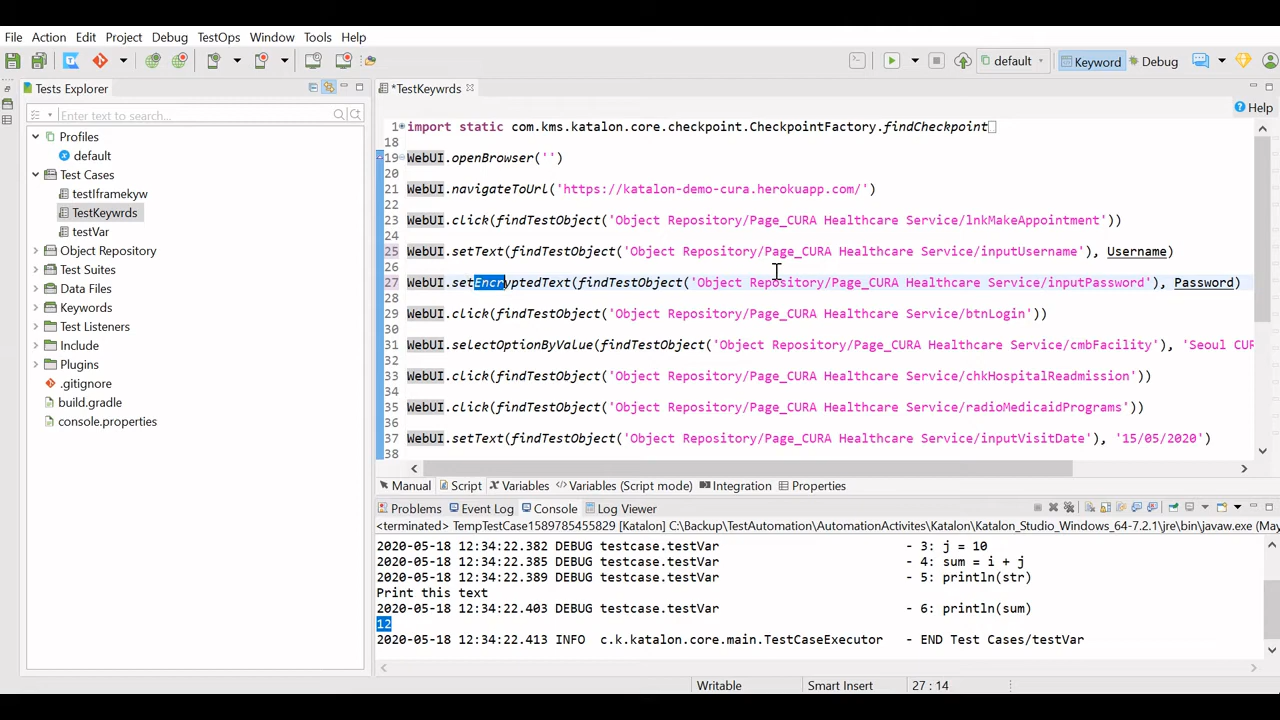 File Action Edit Project Debug TestOps Window Tools Help
default Keyword Debug
Tests Explorer
*TestKeywrds
Enter text to search...
Help
Profiles
default
Test Cases
testIframekyw
TestKeywrds
testVar
Object Repository
Test Suites
Data Files
Keywords
Test Listeners
Include
Plugins
.gitignore
build.gradle
console.properties
1 import static com.kms.katalon.core.checkpoint.CheckpointFactory.findCheckpoint
18
19 WebUI.openBrowser('')
20
21 WebUI.navigateToUrl('https://katalon-demo-cura.herokuapp.com/')
22
23 WebUI.click(findTestObject('Object Repository/Page_CURA Healthcare Service/lnkMakeAppointment'))
24
25 WebUI.setText(findTestObject('Object Repository/Page_CURA Healthcare Service/inputUsername'), Username)
26
27 WebUI.setEncryptedText(findTestObject('Object Repository/Page_CURA Healthcare Service/inputPassword'), Password)
28
29 WebUI.click(findTestObject('Object Repository/Page_CURA Healthcare Service/btnLogin'))
30
31 WebUI.selectOptionByValue(findTestObject('Object Repository/Page_CURA Healthcare Service/cmbFacility'), 'Seoul CUR
32
33 WebUI.click(findTestObject('Object Repository/Page_CURA Healthcare Service/chkHospitalReadmission'))
34
35 WebUI.click(findTestObject('Object Repository/Page_CURA Healthcare Service/radioMedicaidPrograms'))
36
37 WebUI.setText(findTestObject('Object Repository/Page_CURA Healthcare Service/inputVisitDate'), '15/05/2020')
38
Manual Script Variables Variables (Script mode) Integration Properties
Problems Event Log Console Log Viewer
<terminated> TempTestCase1589785455829 [Katalon] C:\Backup\TestAutomation\AutomationActivites\Katalon\Katalon_Studio_Windows_64-7.2.1\jre\bin\javaw.exe (May
2020-05-18 12:34:22.382 DEBUG testcase.testVar - 3: j = 10
2020-05-18 12:34:22.385 DEBUG testcase.testVar - 4: sum = i + j
2020-05-18 12:34:22.389 DEBUG testcase.testVar - 5: println(str)
Print this text
2020-05-18 12:34:22.403 DEBUG testcase.testVar - 6: println(sum)
12
2020-05-18 12:34:22.413 INFO c.k.katalon.core.main.TestCaseExecutor - END Test Cases/testVar
Writable Smart Insert 27 : 14